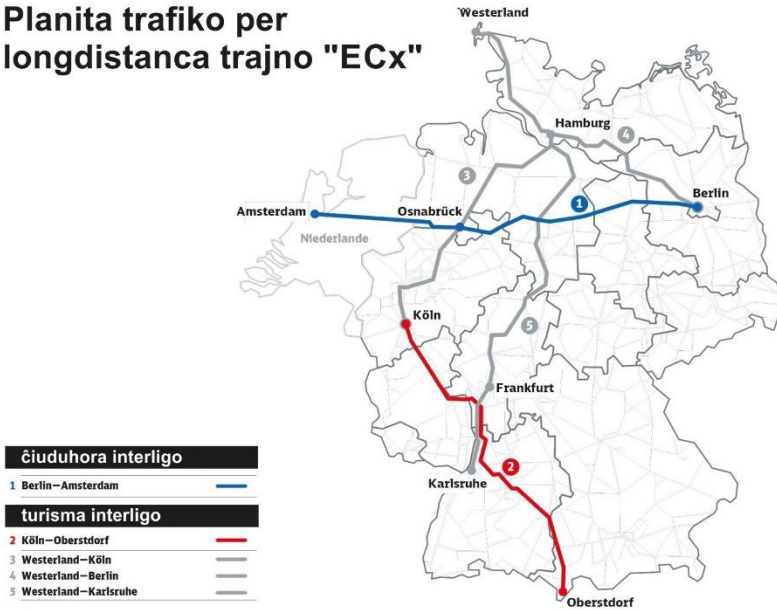 Planita trafiko per
longdistanca trajno "ECx"
Westerland
Hamburg
4
3
Berlin
Amsterdam
Osnabrück
1
Niederlande
Köln
5
Frankfurt
2
Karlsruhe
Oberstdorf
ĉiuduhora interligo
1 Berlin—Amsterdam
turisma interligo
2 Köln—Oberstdorf
3 Westerland—Köln
4 Westerland—Berlin
5 Westerland—Karlsruhe